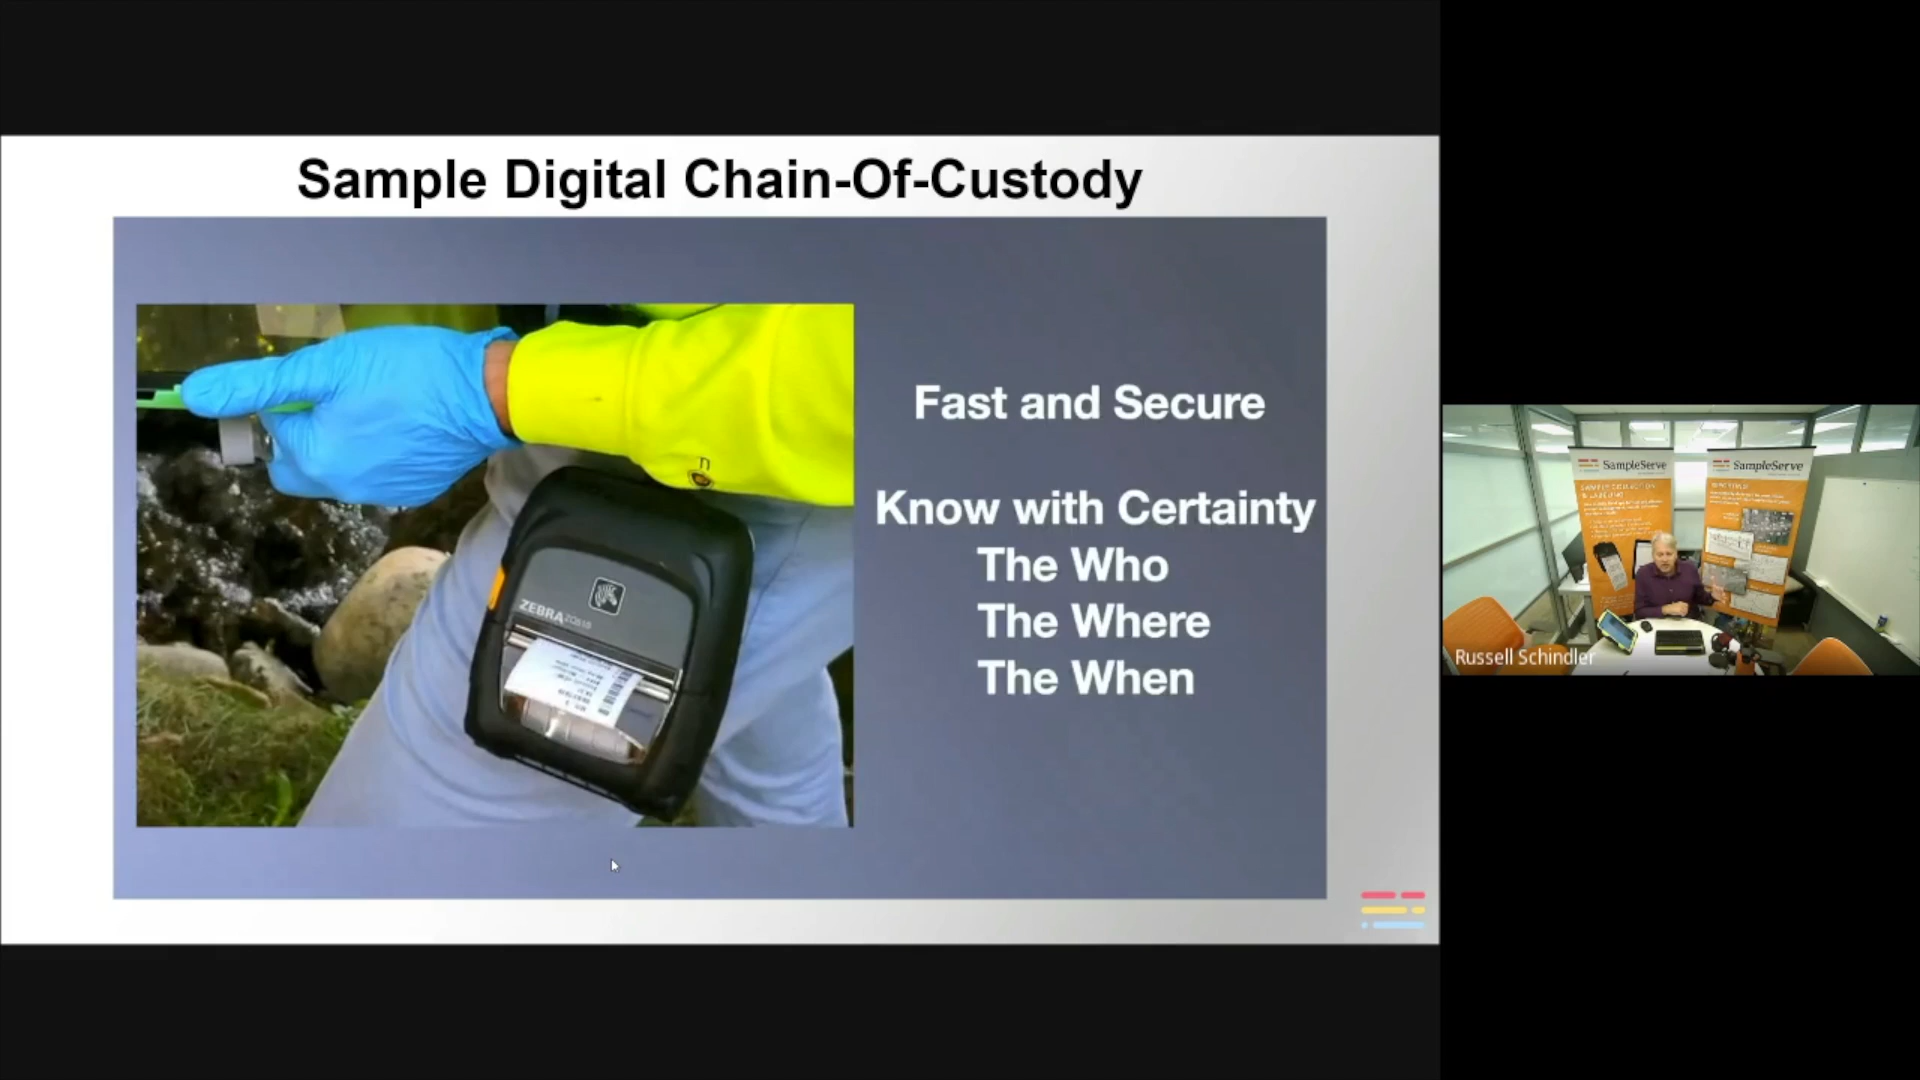 Sample Digital Chain-Of-Custody
Fast and Secure
Know with Certainty
The Who
The Where
The When
ZEBRA ZQ510
SampleServe
SampleServe
Russell Schindler